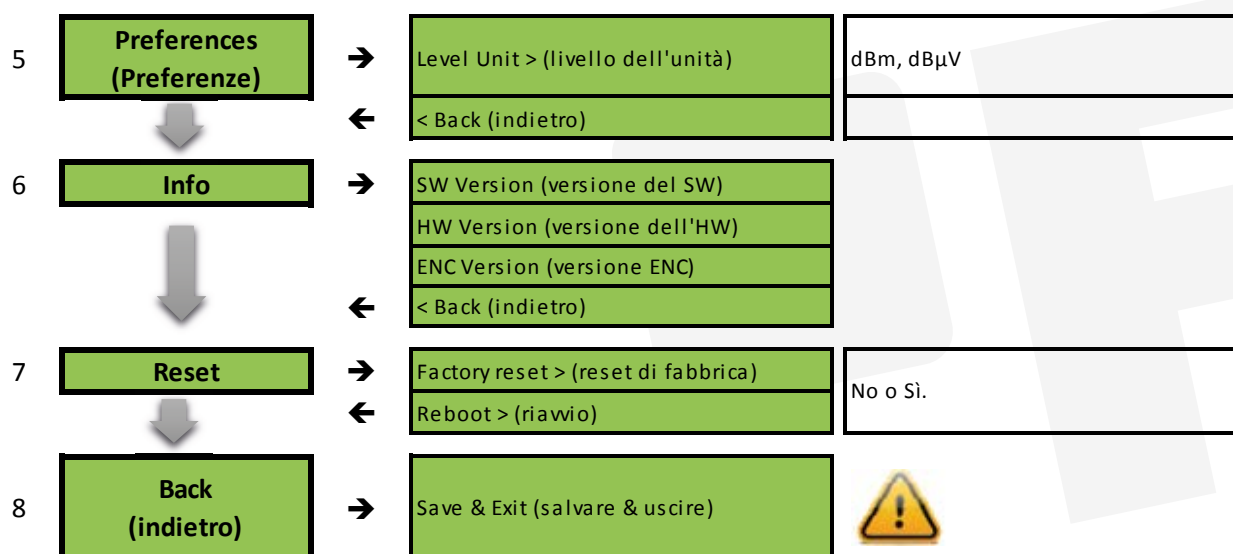 5
Preferences
(Preferenze)
Level Unit > (livello dell'unità)
dBm, dBµV
< Back (indietro)
6
Info
SW Version (versione del SW)
HW Version (versione dell'HW)
ENC Version (versione ENC)
< Back (indietro)
7
Reset
Factory reset > (reset di fabbrica)
No o Sì.
Reboot > (riavvio)
8
Back
(indietro)
Save & Exit (salvare & uscire)